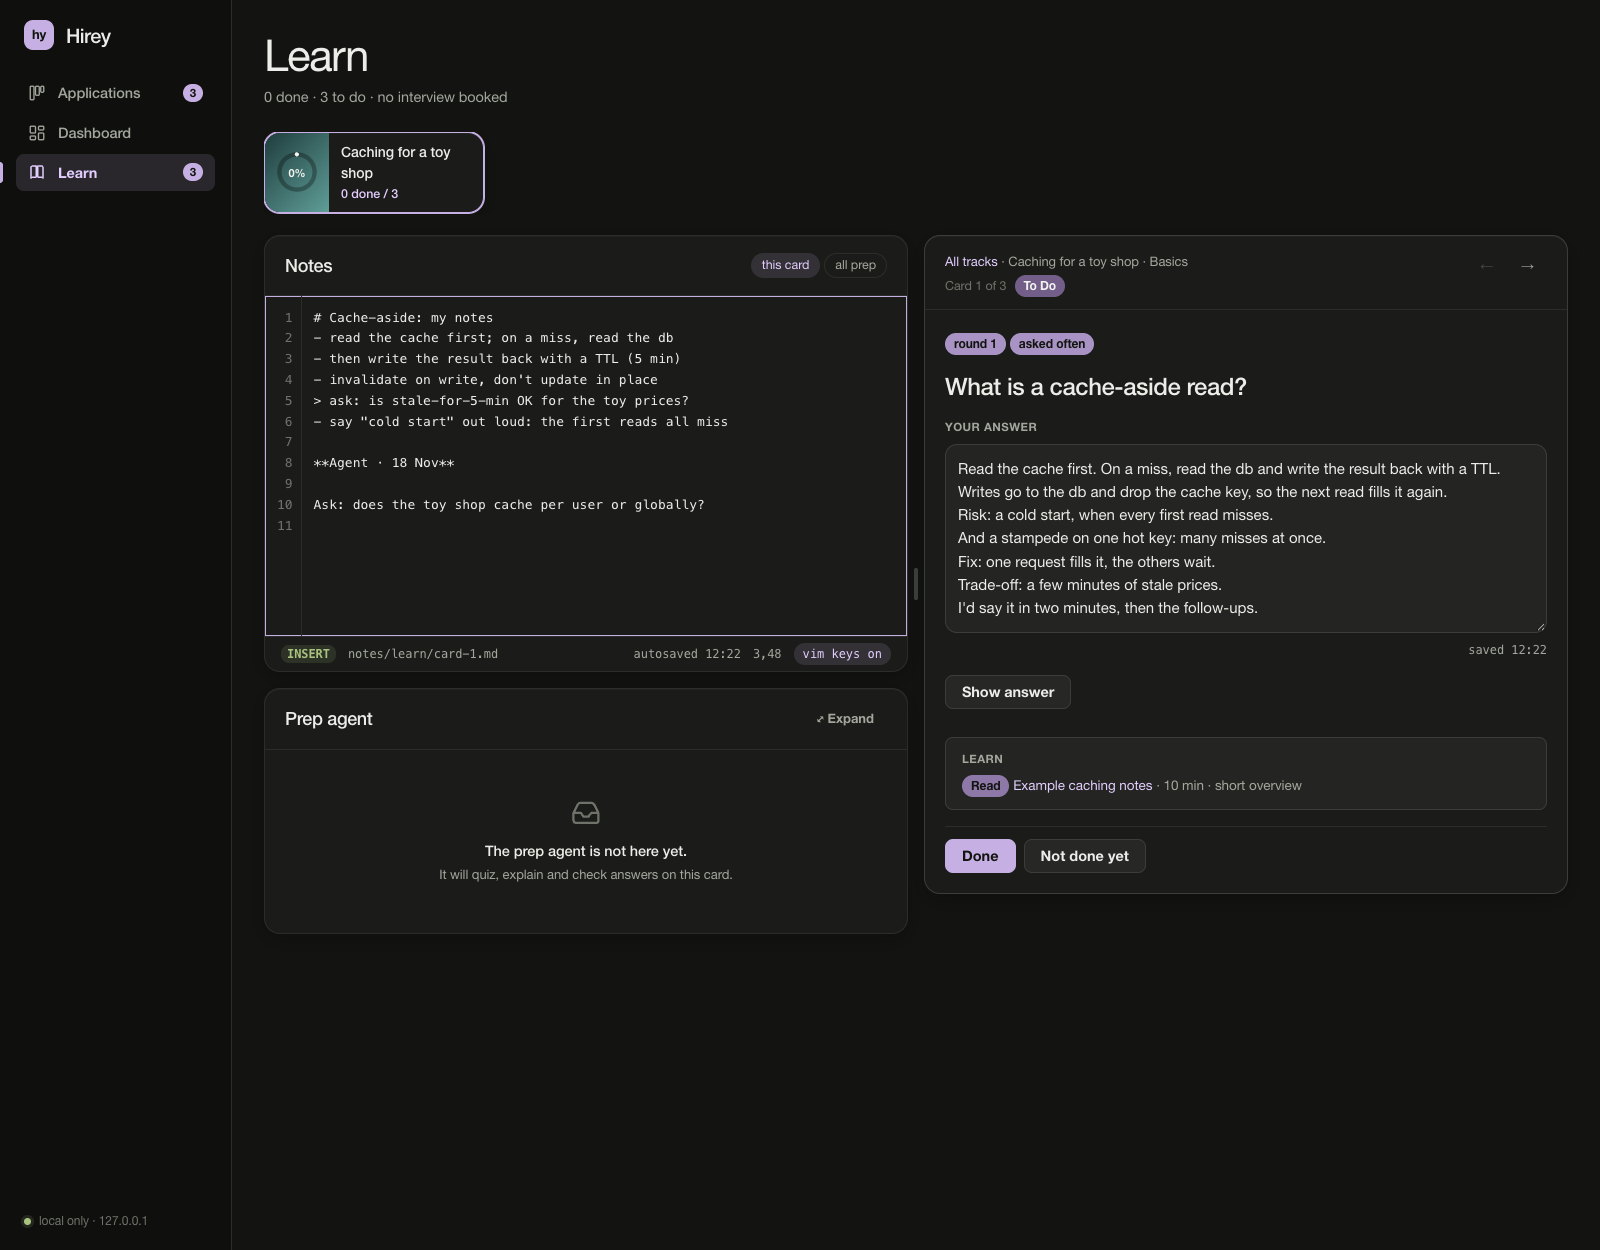 hy Hirey
Applications 3
Dashboard
Learn 3
Learn
0 done · 3 to do · no interview booked
0%
Caching for a toy
shop
0 done / 3
Notes
this card
all prep
1 # Cache-aside: my notes
2 - read the cache first; on a miss, read the db
3 - then write the result back with a TTL (5 min)
4 - invalidate on write, don't update in place
5 > ask: is stale-for-5-min OK for the toy prices?
6 - say "cold start" out loud: the first reads all miss
7
8 **Agent · 18 Nov**
9
10 Ask: does the toy shop cache per user or globally?
11
INSERT notes/learn/card-1.md autosaved 12:22 3,48 vim keys on
Prep agent
⤢ Expand
The prep agent is not here yet.
It will quiz, explain and check answers on this card.
All tracks · Caching for a toy shop · Basics
← →
Card 1 of 3 To Do
round 1 asked often
What is a cache-aside read?
YOUR ANSWER
Read the cache first. On a miss, read the db and write the result back with a TTL.
Writes go to the db and drop the cache key, so the next read fills it again.
Risk: a cold start, when every first read misses.
And a stampede on one hot key: many misses at once.
Fix: one request fills it, the others wait.
Trade-off: a few minutes of stale prices.
I'd say it in two minutes, then the follow-ups.
saved 12:22
Show answer
LEARN
Read Example caching notes · 10 min · short overview
Done
Not done yet
local only · 127.0.0.1